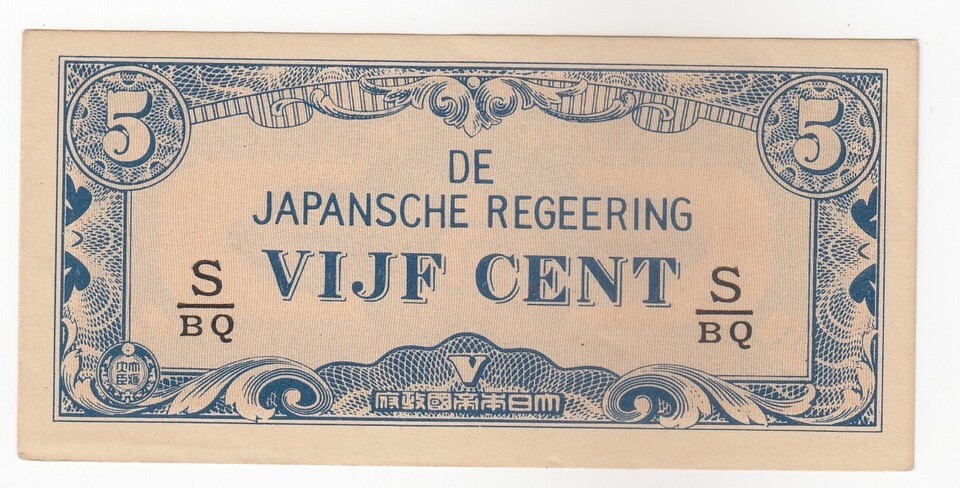 5 5
DE
JAPANSCHE REGEERING
VIJF CENT
S S
BQ BQ
V
府政國帝本日大